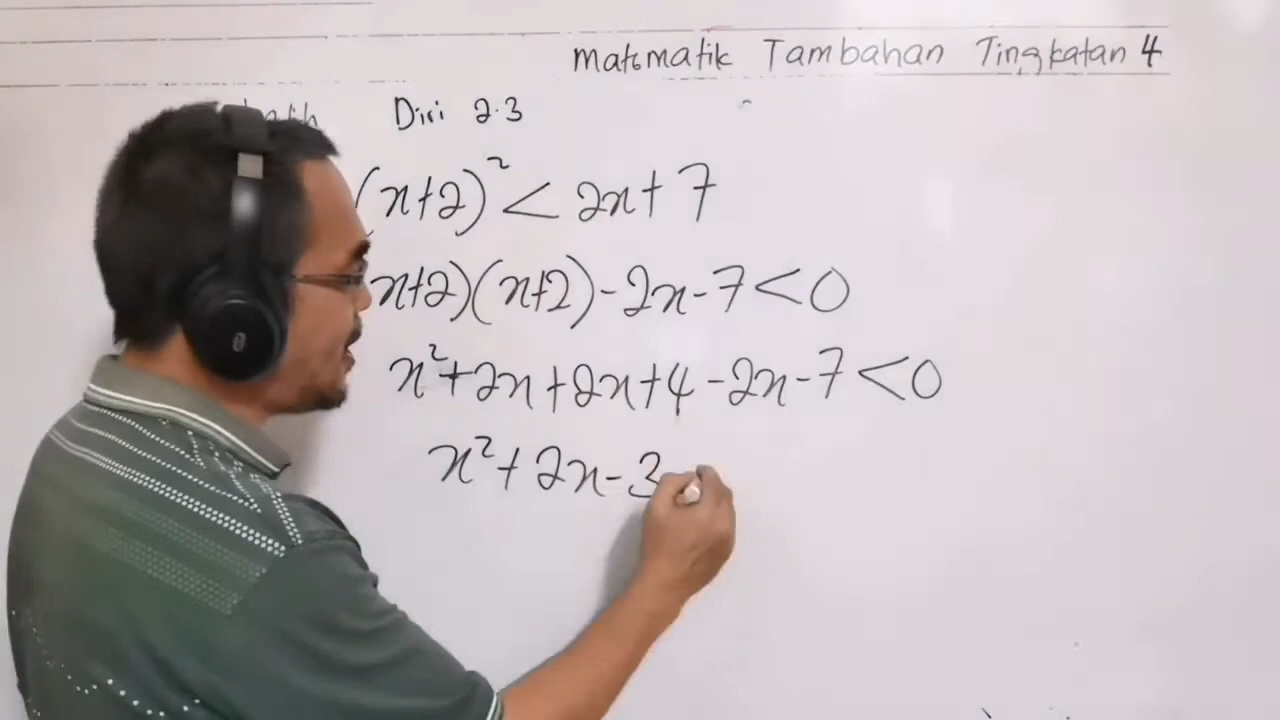 Matematik Tambahan Tingkatan 4
Diri 2.3
(x+2)² < 2x+7
x+2)(x+2)-2x-7<0
x²+2x+2x+4-2x-7<0
x²+2x-3